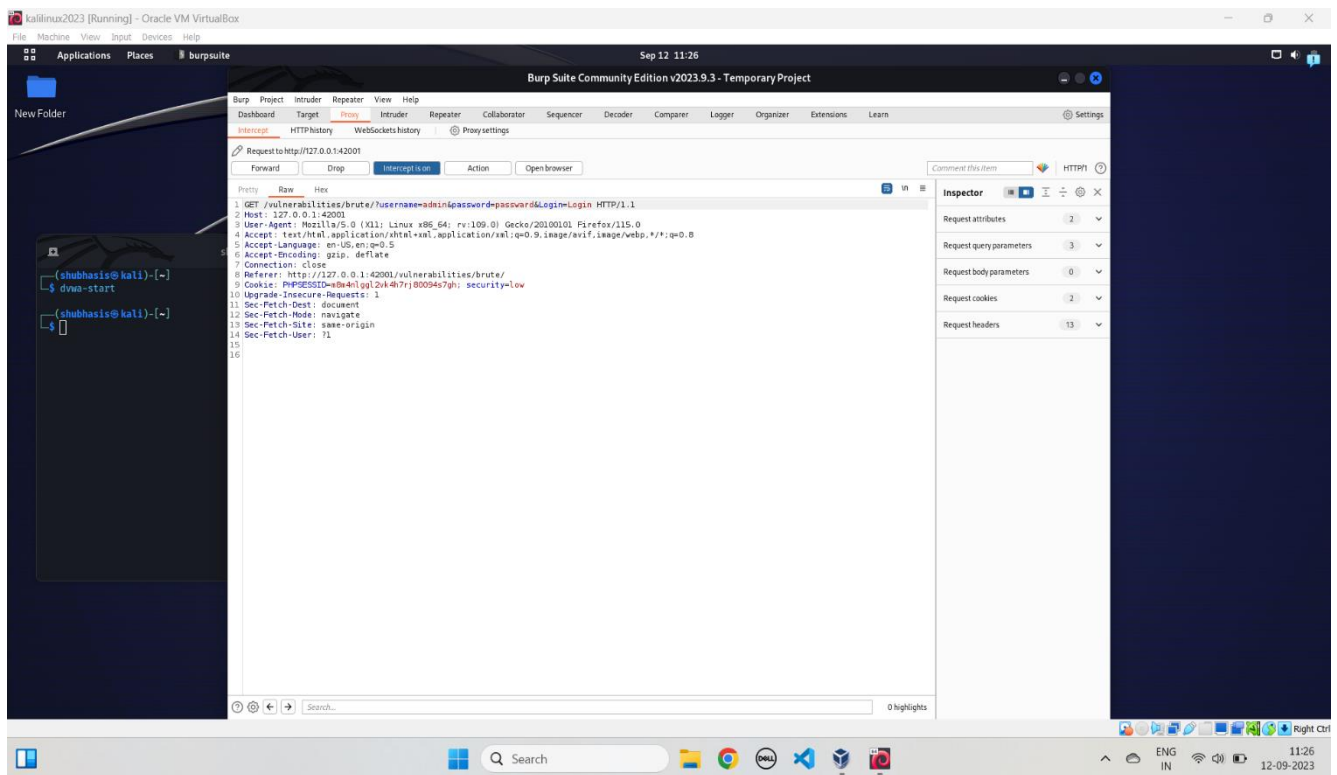 kalilinux2023 [Running] - Oracle VM VirtualBox
File Machine View Input Devices Help
Applications Places burpsuite Sep 12 11:26
Burp Suite Community Edition v2023.9.3 - Temporary Project
New Folder
Burp Project Intruder Repeater View Help
Dashboard Target Proxy Intruder Repeater Collaborator Sequencer Decoder Comparer Logger Organizer Extensions Learn Settings
Intercept HTTP history WebSockets history Proxy settings
Request to http://127.0.0.1:42001
Forward Drop Intercept is on Action Open browser Comment this item HTTP/1
Pretty Raw Hex \n Inspector
1 GET /vulnerabilities/brute/?username=admin&password=passward&Login=Login HTTP/1.1
2 Host: 127.0.0.1:42001
3 User-Agent: Mozilla/5.0 (X11; Linux x86_64; rv:109.0) Gecko/20100101 Firefox/115.0
4 Accept: text/html,application/xhtml+xml,application/xml;q=0.9,image/avif,image/webp,*/*;q=0.8
5 Accept-Language: en-US,en;q=0.5
6 Accept-Encoding: gzip, deflate
7 Connection: close
8 Referer: http://127.0.0.1:42001/vulnerabilities/brute/
9 Cookie: PHPSESSID=m8m4nlggl2vk4h7rj80094s7gh; security=low
10 Upgrade-Insecure-Requests: 1
11 Sec-Fetch-Dest: document
12 Sec-Fetch-Mode: navigate
13 Sec-Fetch-Site: same-origin
14 Sec-Fetch-User: ?1
15
16
Request attributes 2
Request query parameters 3
Request body parameters 0
Request cookies 2
Request headers 13
(shubhasis㉿kali)-[~]
$ dvwa-start
(shubhasis㉿kali)-[~]
$
Search... 0 highlights
Right Ctrl
Search DELL ENG 11:26
IN 12-09-2023